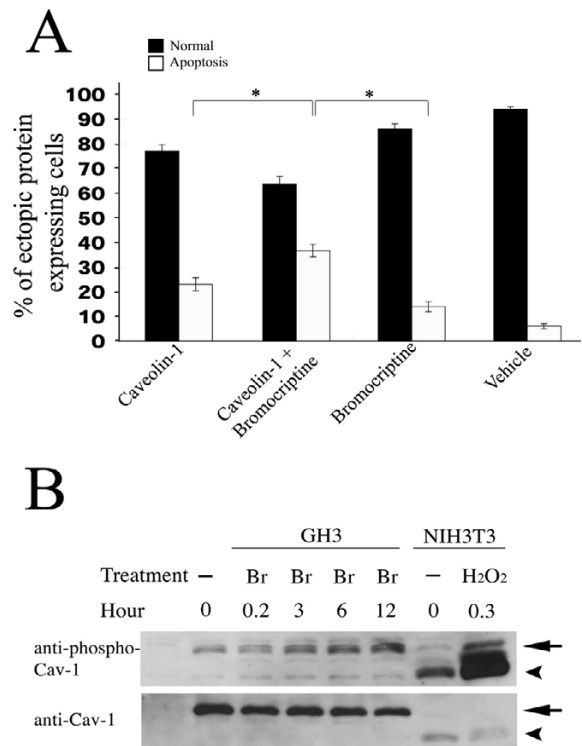 A
Normal
Apoptosis
% of ectopic protein
expressing cells
100
90
80
70
60
50
40
30
20
10
0
* *
Caveolin-1
Caveolin-1 +
Bromocriptine
Bromocriptine
Vehicle
B
GH3 NIH3T3
Treatment – Br Br Br Br – H₂O₂
Hour 0 0.2 3 6 12 0 0.3
anti-phospho-
Cav-1
anti-Cav-1